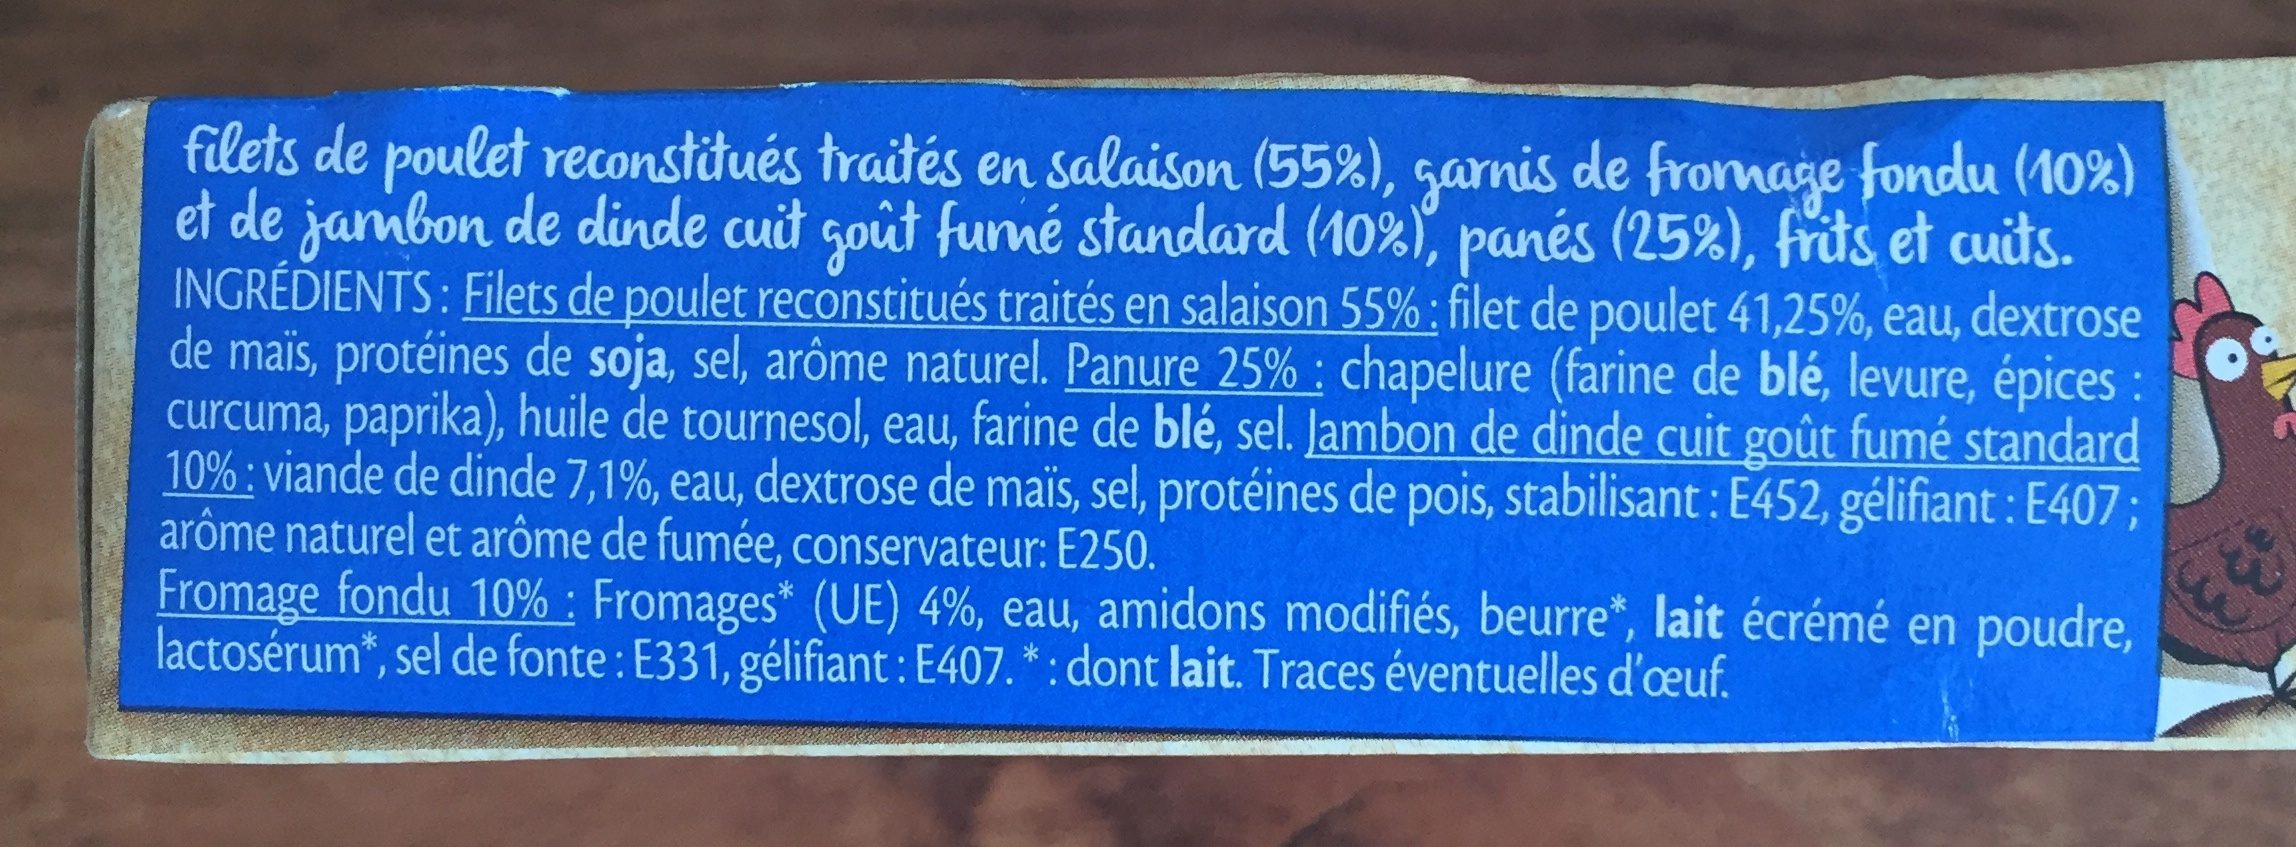 filets de poulet reconstitués traités en salaison (55%), garnis de fromage fondu (10%)
et de jambon de dinde cuit goût fumé standard (10%), panés (25%), frits et cuits.
INGRÉDIENTS : Filets de poulet reconstitués traités en salaison 55% : filet de poulet 41,25%, eau, dextrose
de maïs, protéines de soja, sel, arôme naturel. Panure 25% : chapelure (farine de blé, levure, épices :
curcuma, paprika), huile de tournesol, eau, farine de blé, sel. Jambon de dinde cuit goût fumé standard
10% : viande de dinde 7,1%, eau, dextrose de maïs, sel, protéines de pois, stabilisant : E452, gélifiant : E407 ;
arôme naturel et arôme de fumée, conservateur: E250.
Fromage fondu 10% : Fromages* (UE) 4%, eau, amidons modifiés, beurre*, lait écrémé en poudre,
lactosérum*, sel de fonte : E331, gélifiant : E407. * : dont lait. Traces éventuelles d'œuf.